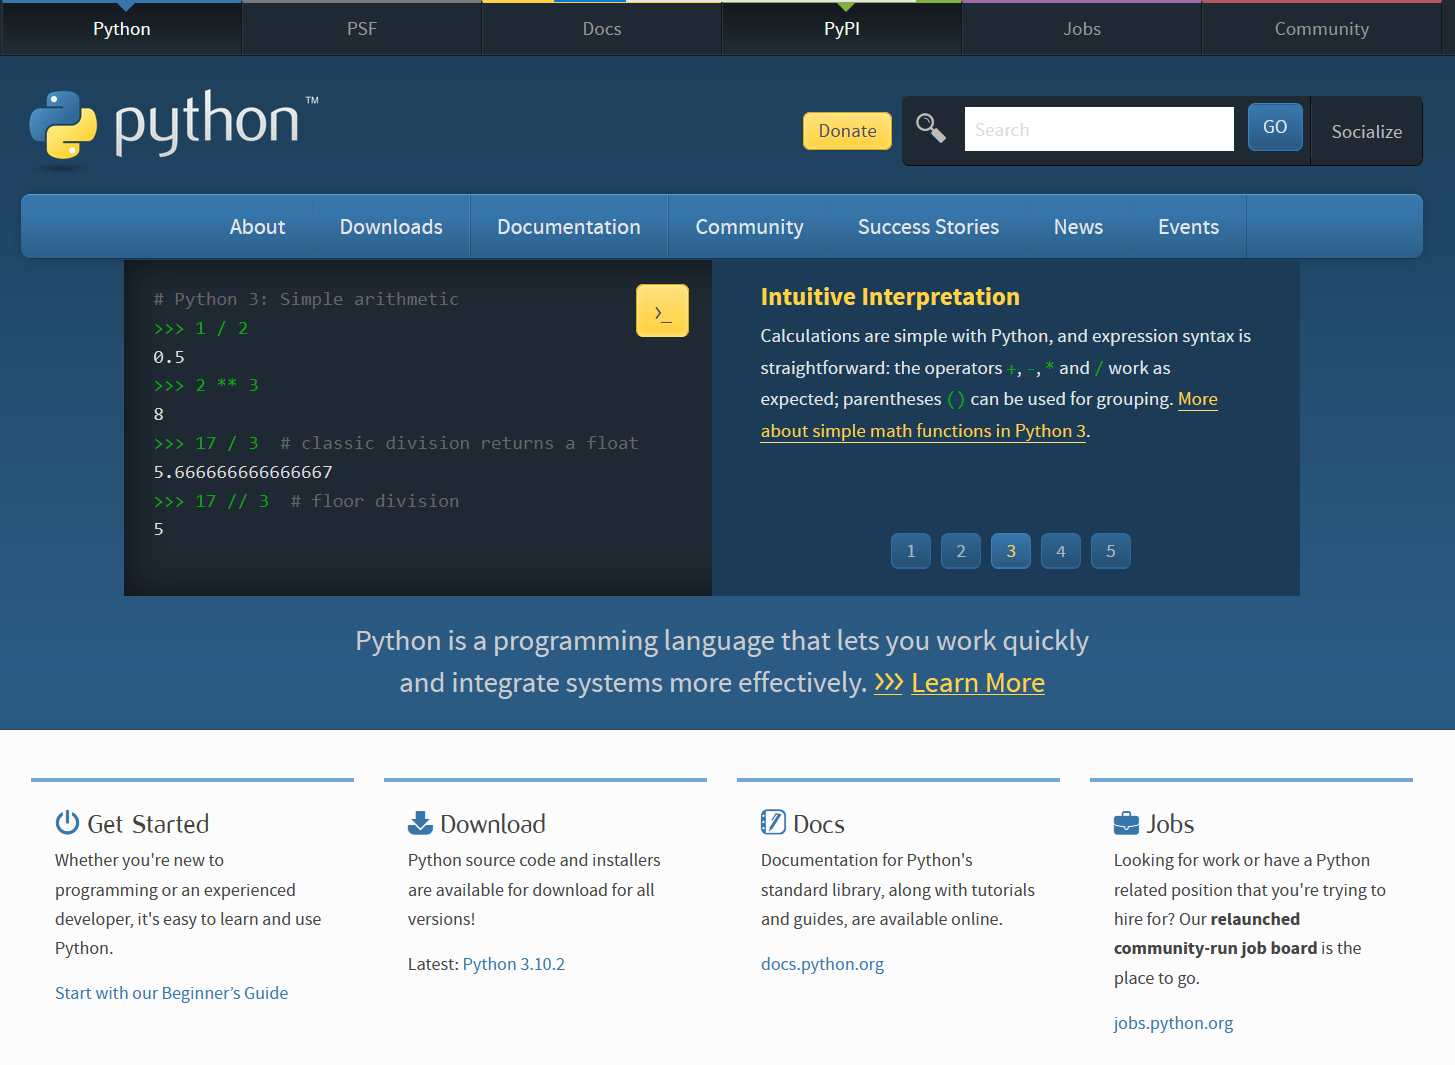 Python PSF Docs PyPI Jobs Community
python™
Donate Search GO Socialize
About Downloads Documentation Community Success Stories News Events
# Python 3: Simple arithmetic
>>> 1 / 2
0.5
>>> 2 ** 3
8
>>> 17 / 3  # classic division returns a float
5.666666666666667
>>> 17 // 3  # floor division
5
>_
Intuitive Interpretation
Calculations are simple with Python, and expression syntax is
straightforward: the operators +, -, * and / work as
expected; parentheses () can be used for grouping. More
about simple math functions in Python 3.
1 2 3 4 5
Python is a programming language that lets you work quickly
and integrate systems more effectively. >>> Learn More
Get Started
Whether you're new to
programming or an experienced
developer, it's easy to learn and use
Python.
Start with our Beginner’s Guide
Download
Python source code and installers
are available for download for all
versions!
Latest: Python 3.10.2
Docs
Documentation for Python's
standard library, along with tutorials
and guides, are available online.
docs.python.org
Jobs
Looking for work or have a Python
related position that you're trying to
hire for? Our relaunched
community-run job board is the
place to go.
jobs.python.org